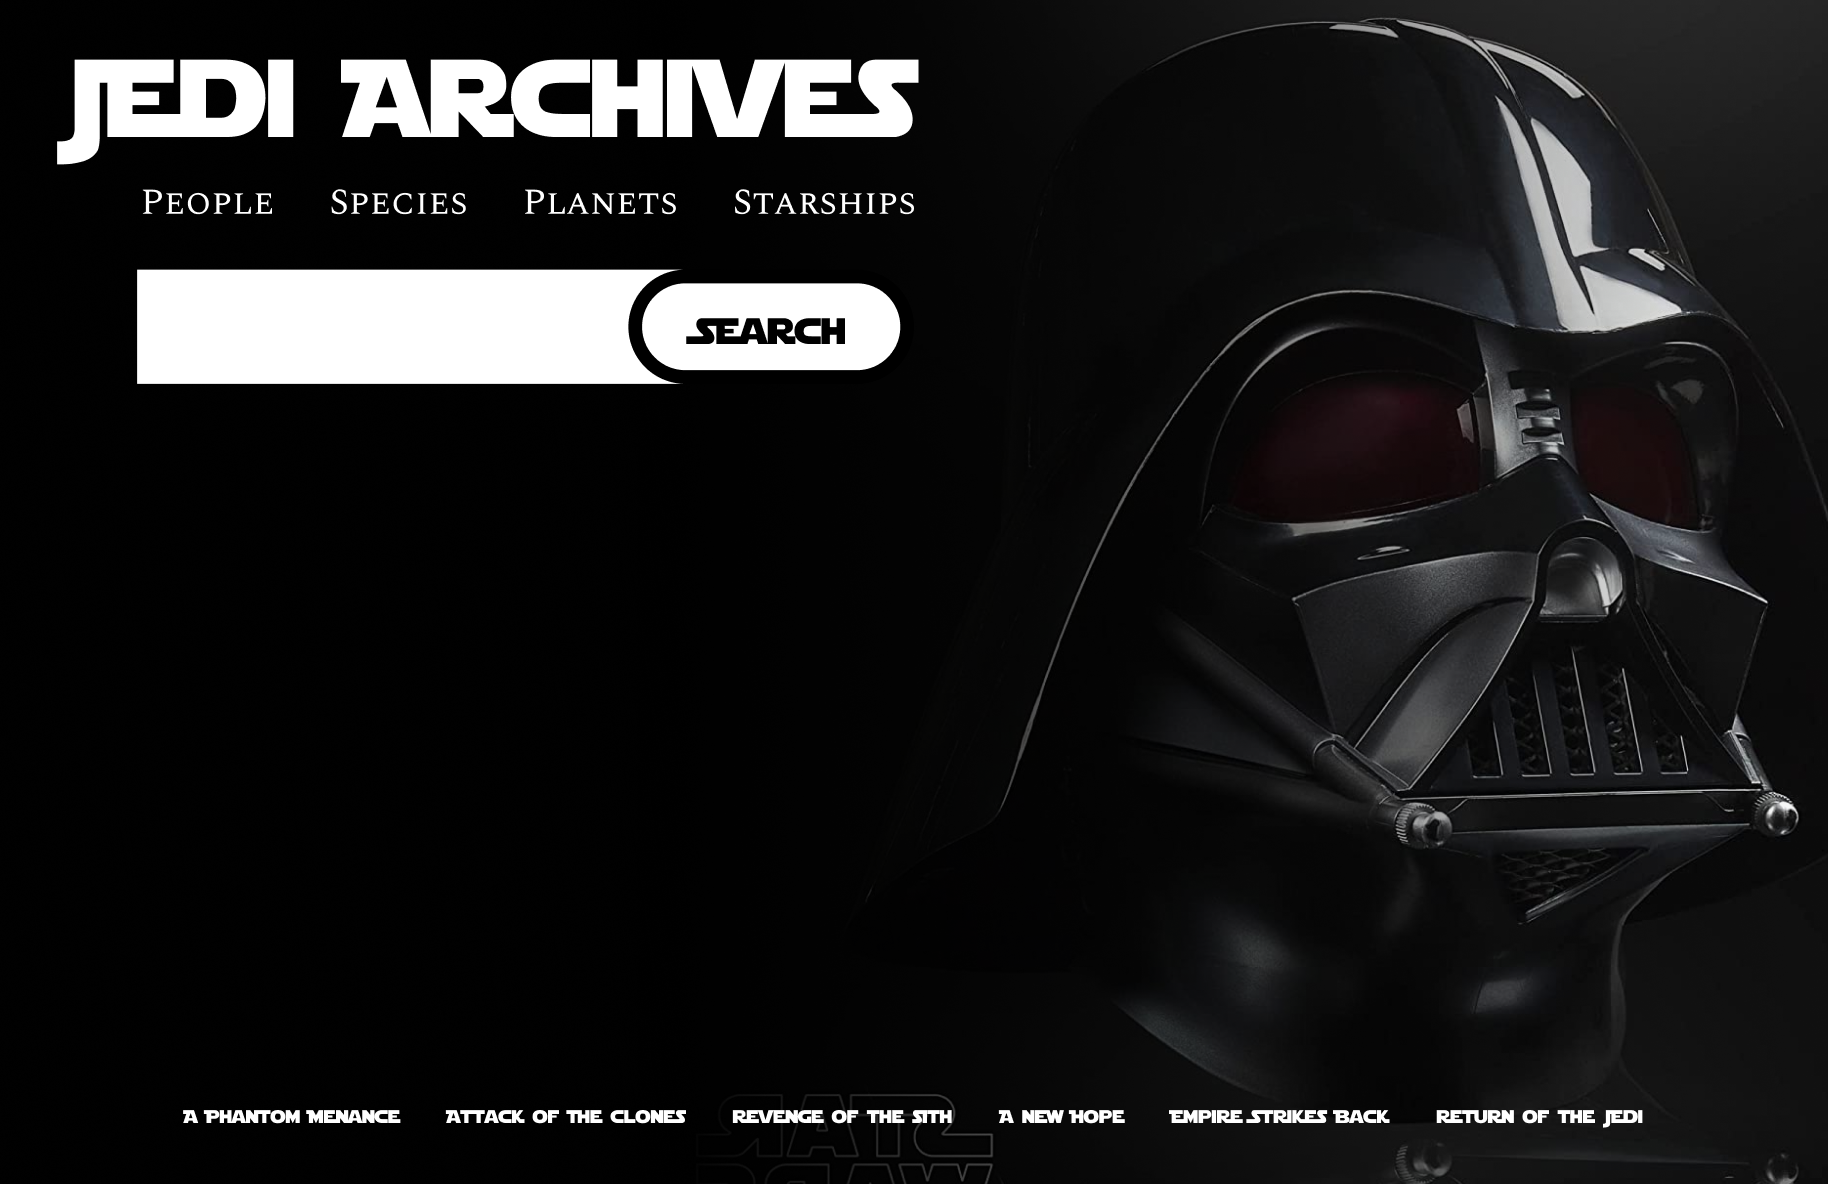 JEDI ARCHIVES
PEOPLE SPECIES PLANETS STARSHIPS
SEARCH
A PHANTOM MENANCE ATTACK OF THE CLONES REVENGE OF THE SITH A NEW HOPE EMPIRE STRIKES BACK RETURN OF THE JEDI
STAR